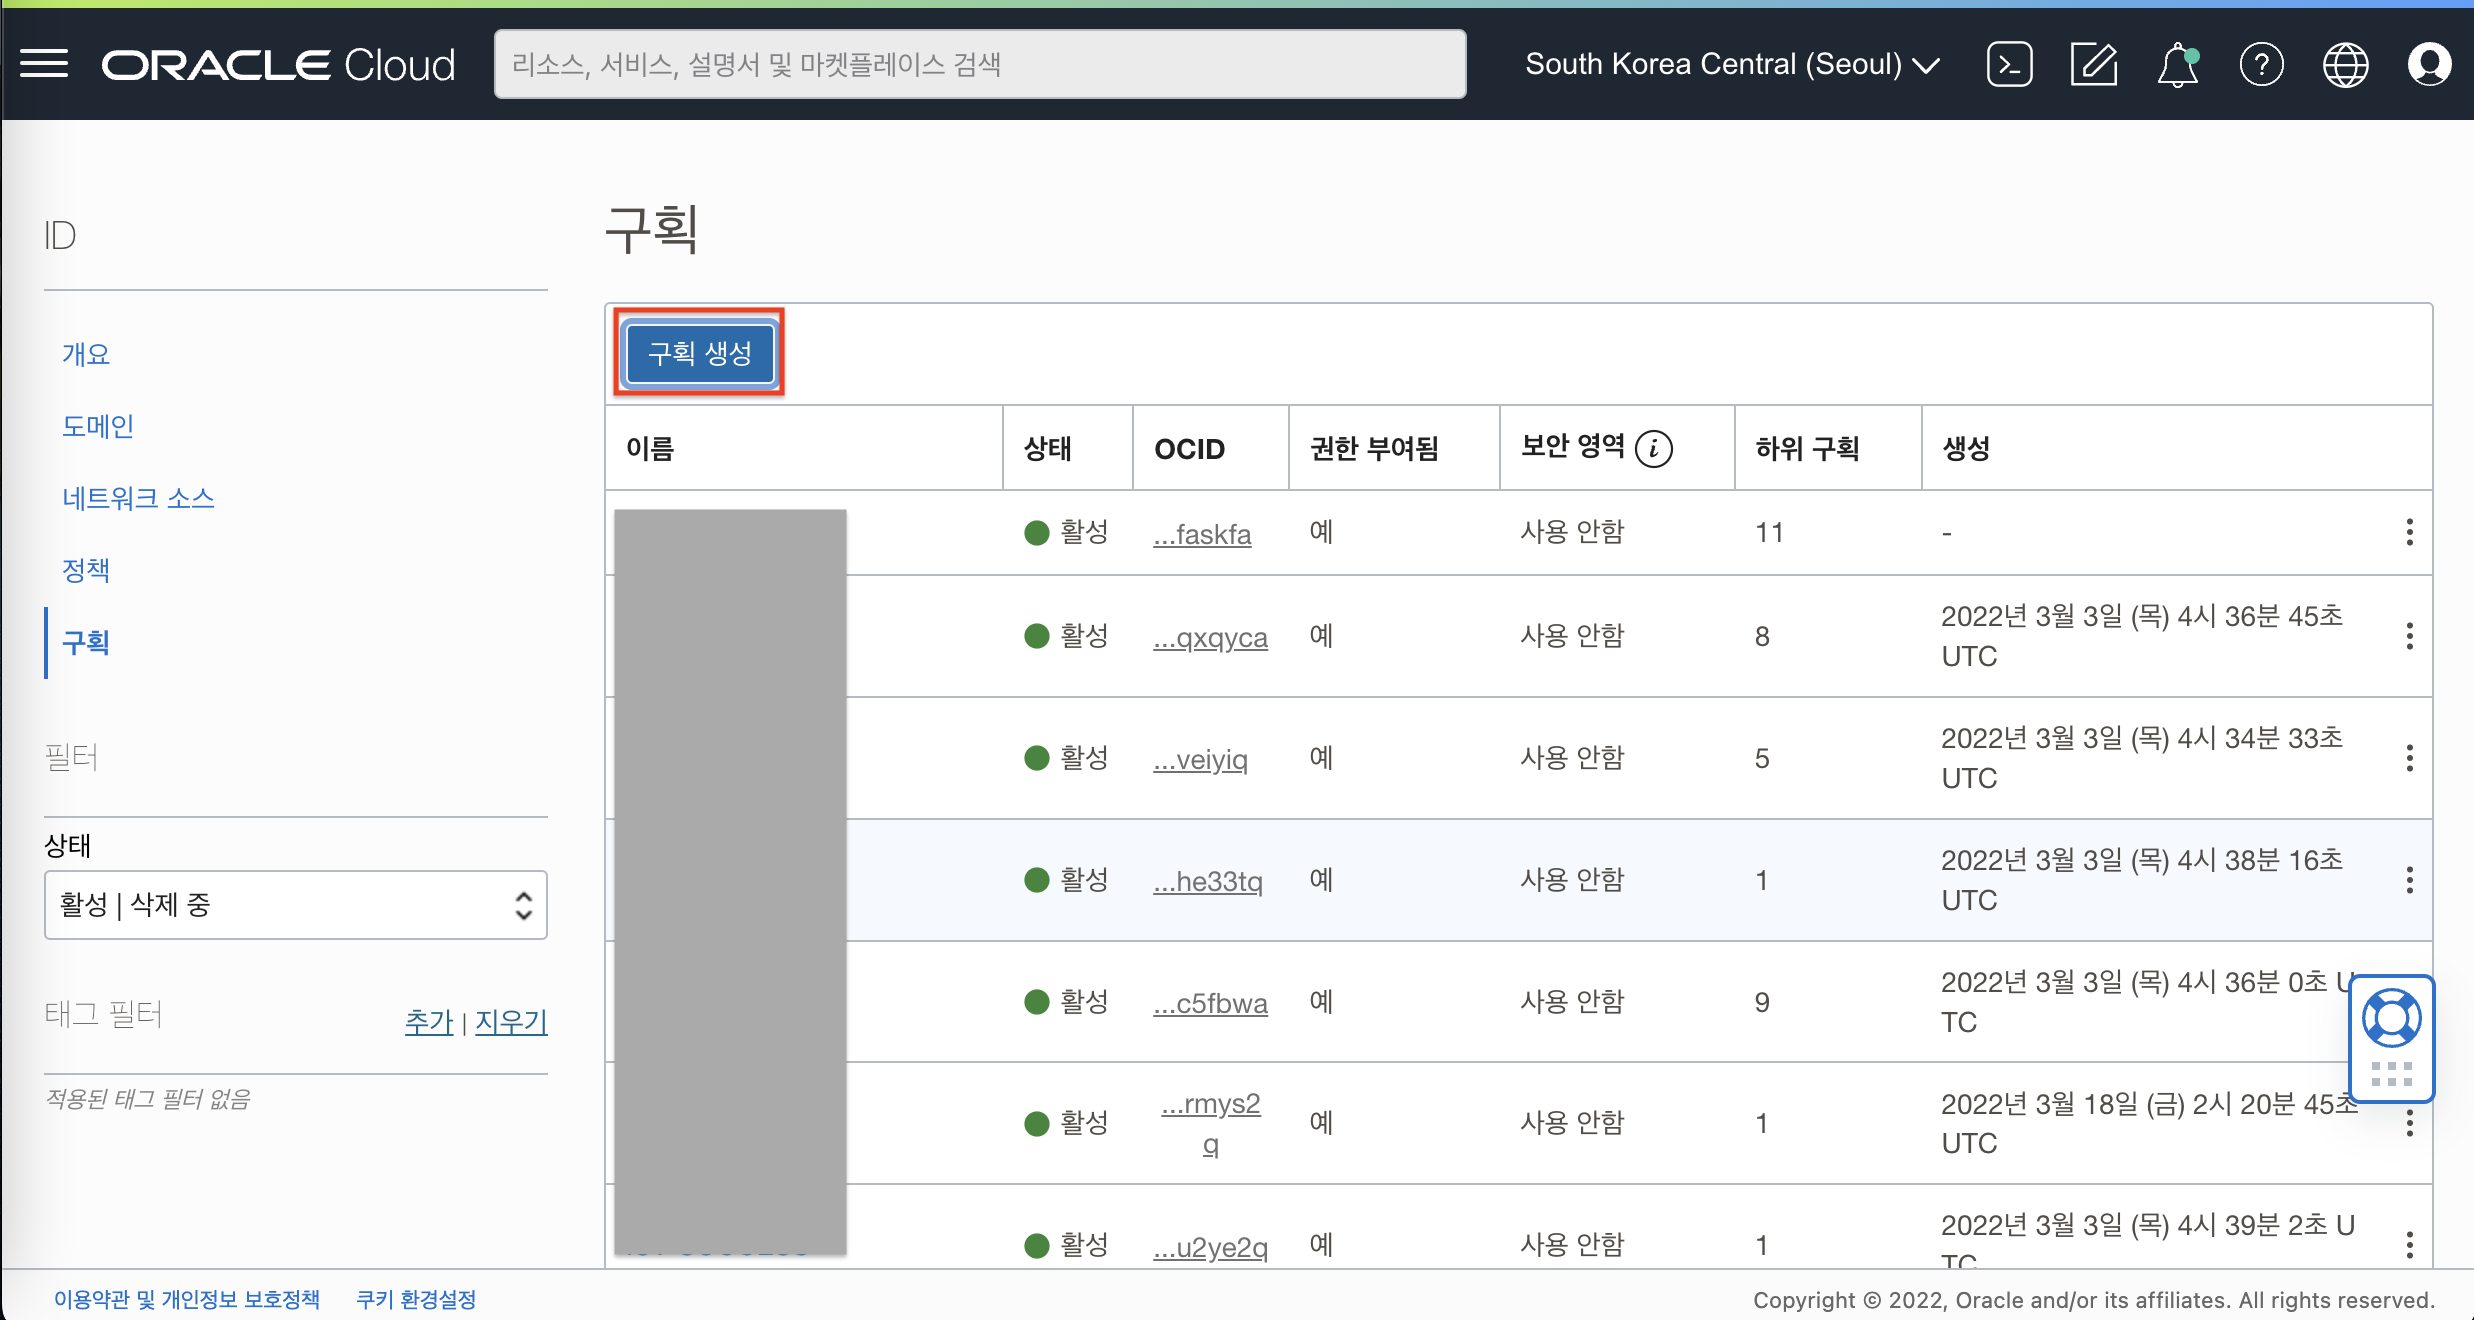 ORACLE Cloud
리소스, 서비스, 설명서 및 마켓플레이스 검색
South Korea Central (Seoul)
ID
개요
도메인
네트워크 소스
정책
구획
필터
상태
활성 | 삭제 중
태그 필터
추가 | 지우기
적용된 태그 필터 없음
구획
구획 생성
이름 상태 OCID 권한 부여됨 보안 영역 i 하위 구획 생성
활성 ...faskfa 예 사용 안함 11 -
활성 ...qxqyca 예 사용 안함 8 2022년 3월 3일 (목) 4시 36분 45초
UTC
활성 ...veiyiq 예 사용 안함 5 2022년 3월 3일 (목) 4시 34분 33초
UTC
활성 ...he33tq 예 사용 안함 1 2022년 3월 3일 (목) 4시 38분 16초
UTC
활성 ...c5fbwa 예 사용 안함 9 2022년 3월 3일 (목) 4시 36분 0초 U
TC
활성 ...rmys2 예 사용 안함 1 2022년 3월 18일 (금) 2시 20분 45초
q UTC
활성 ...u2ye2q 예 사용 안함 1 2022년 3월 3일 (목) 4시 39분 2초 U
TC
이용약관 및 개인정보 보호정책 쿠키 환경설정
Copyright © 2022, Oracle and/or its affiliates. All rights reserved.